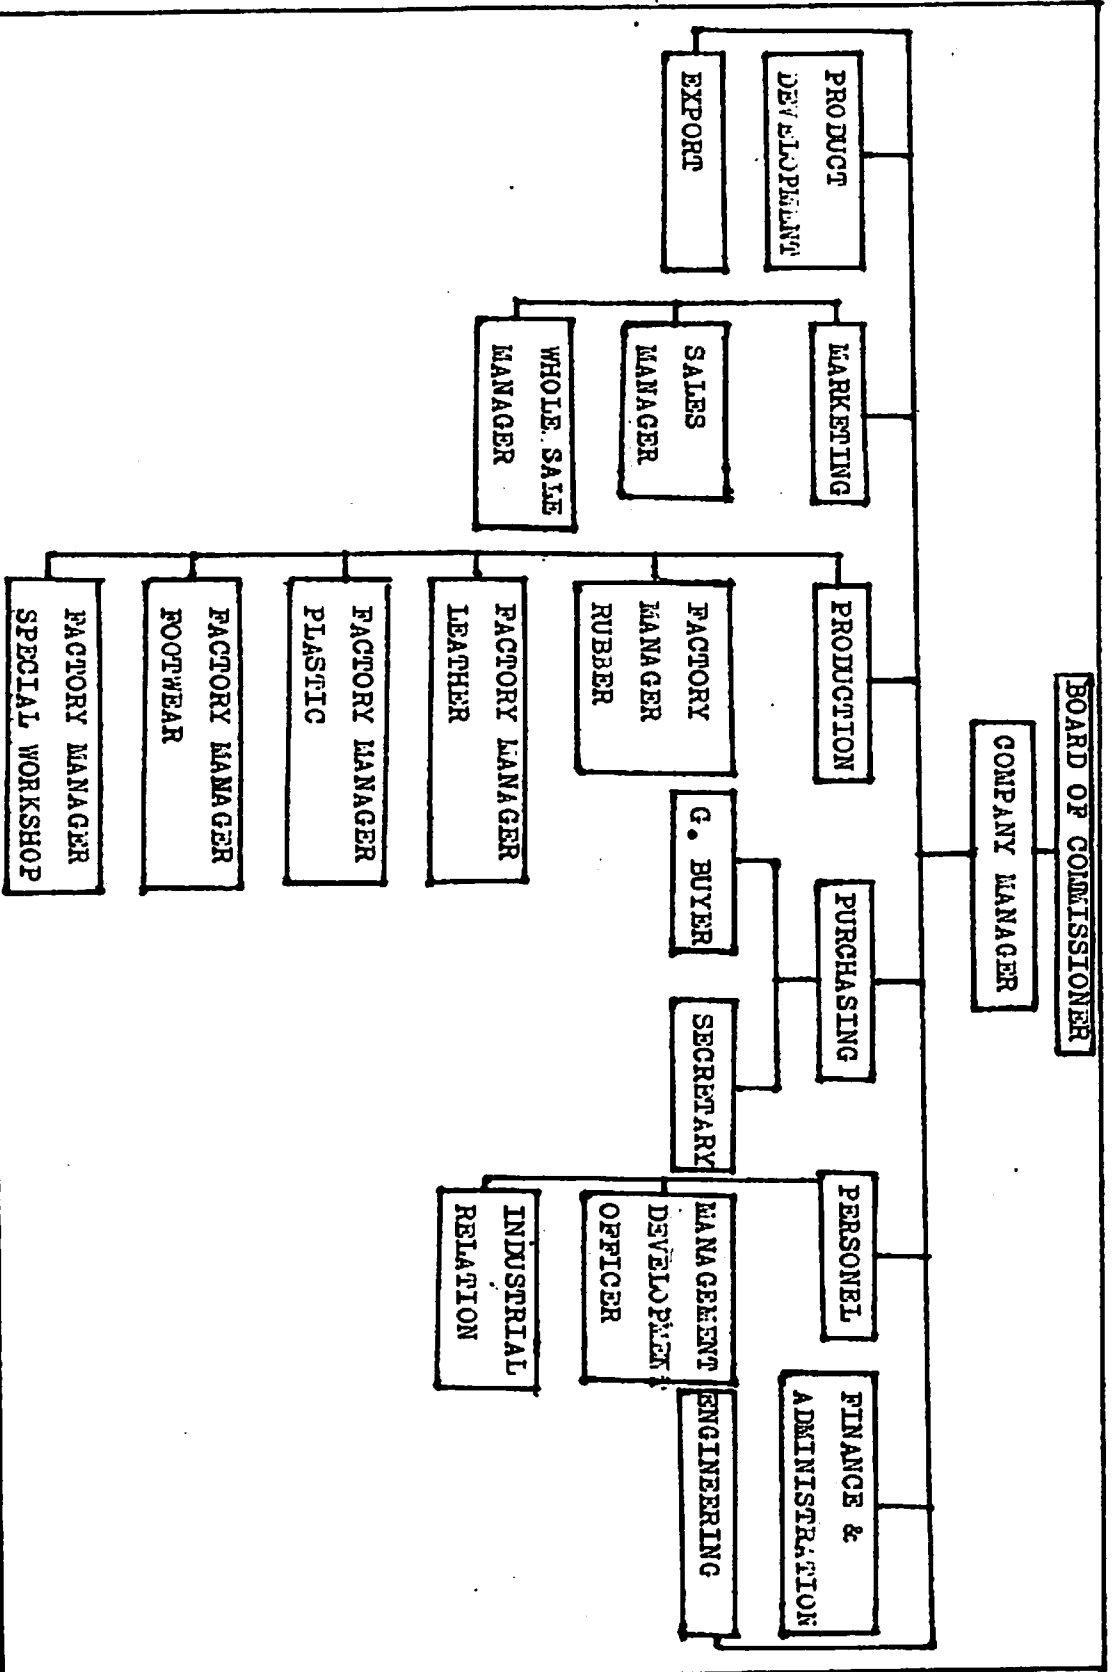 BOARD OF COMMISSIONER
COMPANY MANAGER
PRODUCT
DEVELOPMENT
EXPORT
MARKETING
SALES
MANAGER
WHOLE SALE
MANAGER
PRODUCTION
FACTORY
MANAGER
RUBBER
FACTORY MANAGER
LEATHER
FACTORY MANAGER
PLASTIC
FACTORY MANAGER
FOOTWEAR
FACTORY MANAGER
SPECIAL WORKSHOP
PURCHASING
G. BUYER
SECRETARY
PERSONEL
MANAGEMENT
DEVELOPMENT
OFFICER
INDUSTRIAL
RELATION
FINANCE &
ADMINISTRATION
ENGINEERING